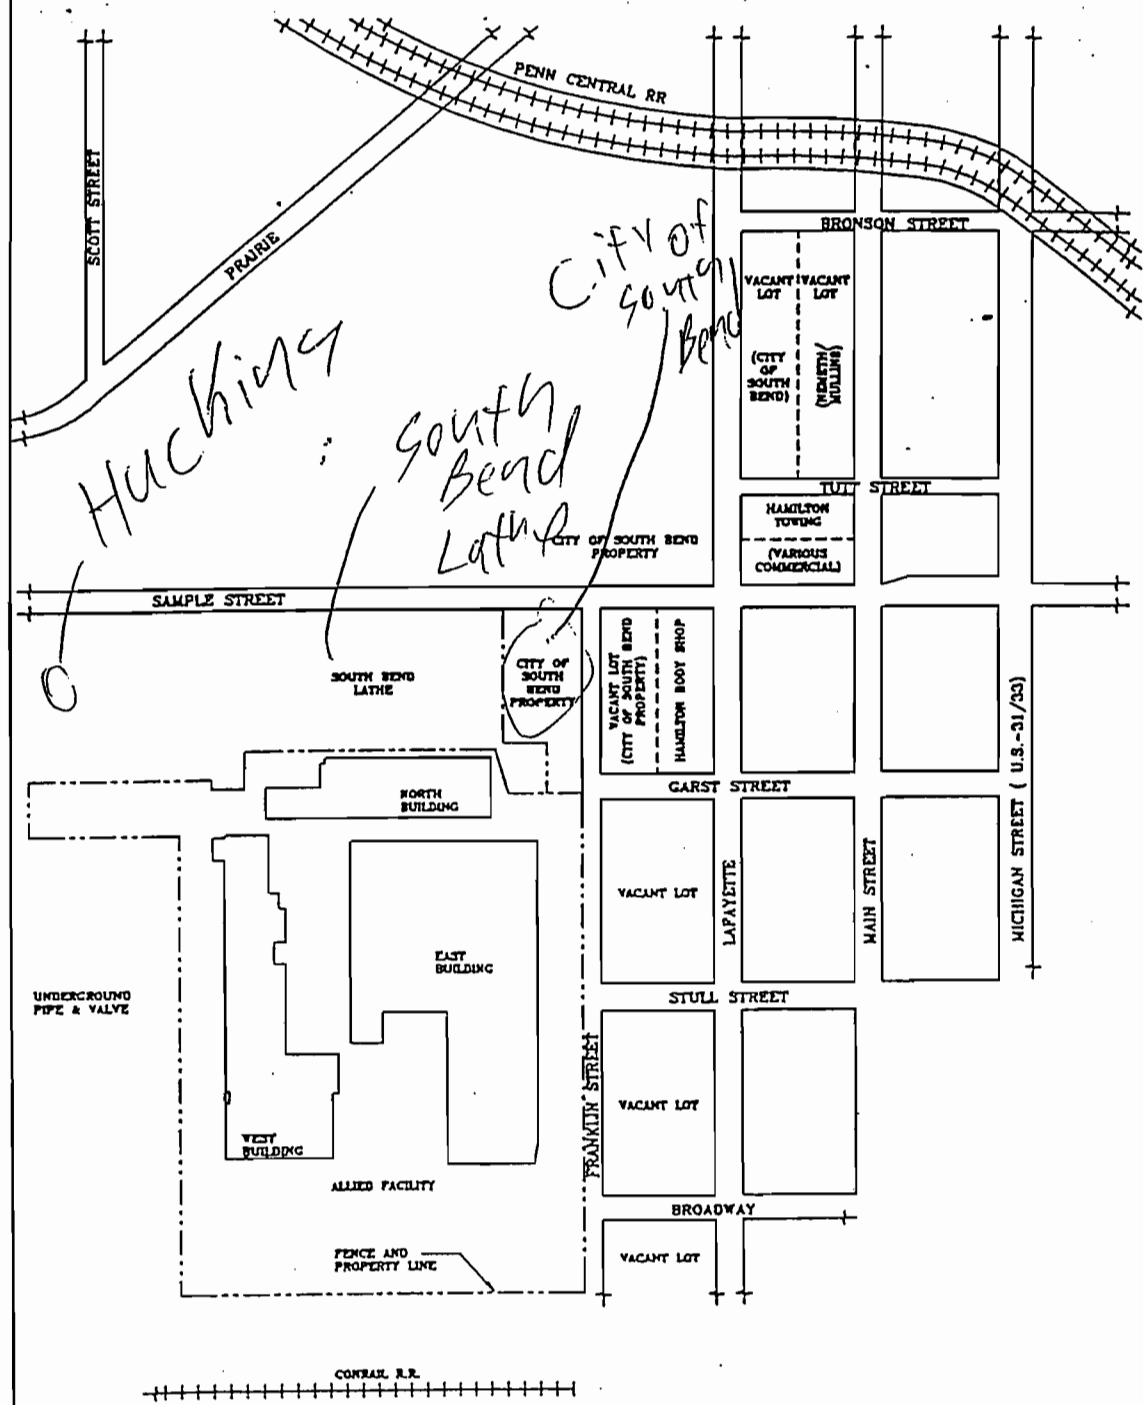 PENN CENTRAL RR
SCOTT STREET
PRAIRIE
BRONSON STREET
City of
South
Bend
VACANT
LOT
VACANT
LOT
(CITY
OF
SOUTH
BEND)
(NEMETH/
MULLINS)
Hucking
South
Bend
Lathe
TUTT STREET
HAMILTON
TOWING
(VARIOUS
COMMERCIAL)
CITY OF SOUTH BEND
PROPERTY
SAMPLE STREET
SOUTH BEND
LATHE
CITY OF
SOUTH
BEND
PROPERTY
VACANT LOT
(CITY OF SOUTH BEND
PROPERTY)
HAMILTON BODY SHOP
MICHIGAN STREET ( U.S.-31/33)
GARST STREET
NORTH
BUILDING
VACANT LOT
LAFAYETTE
MAIN STREET
EAST
BUILDING
UNDERGROUND
PIPE & VALVE
STULL STREET
FRANKLIN STREET
VACANT LOT
WEST
BUILDING
ALLIED FACILITY
BROADWAY
FENCE AND
PROPERTY LINE
VACANT LOT
CONRAIL R.R.